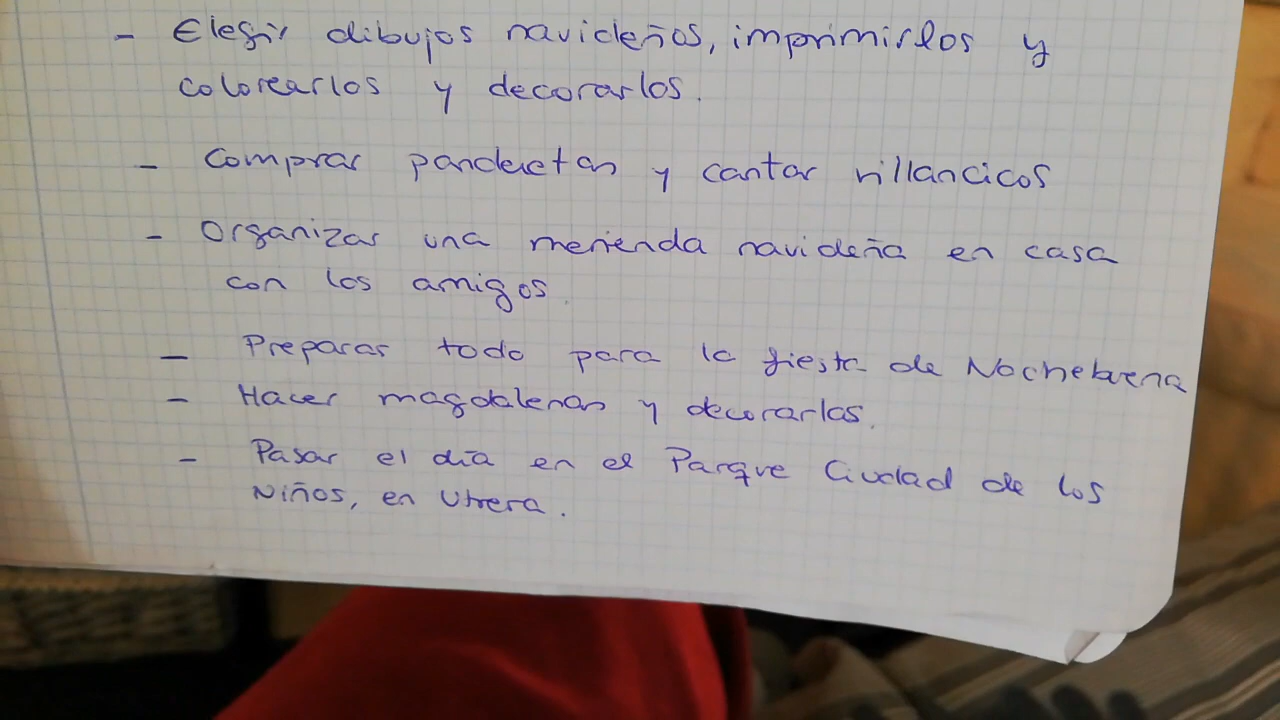 - Elegir dibujos navideños, imprimirlos y
colorearlos y decorarlos.
- Comprar panderetas y cantar villancicos
- Organizar una merienda navideña en casa
con los amigos.
- Preparar todo para la fiesta de Nochebuena
- Hacer magdalenas y decorarlas.
- Pasar el día en el Parque Ciudad de los
Niños, en Utrera.